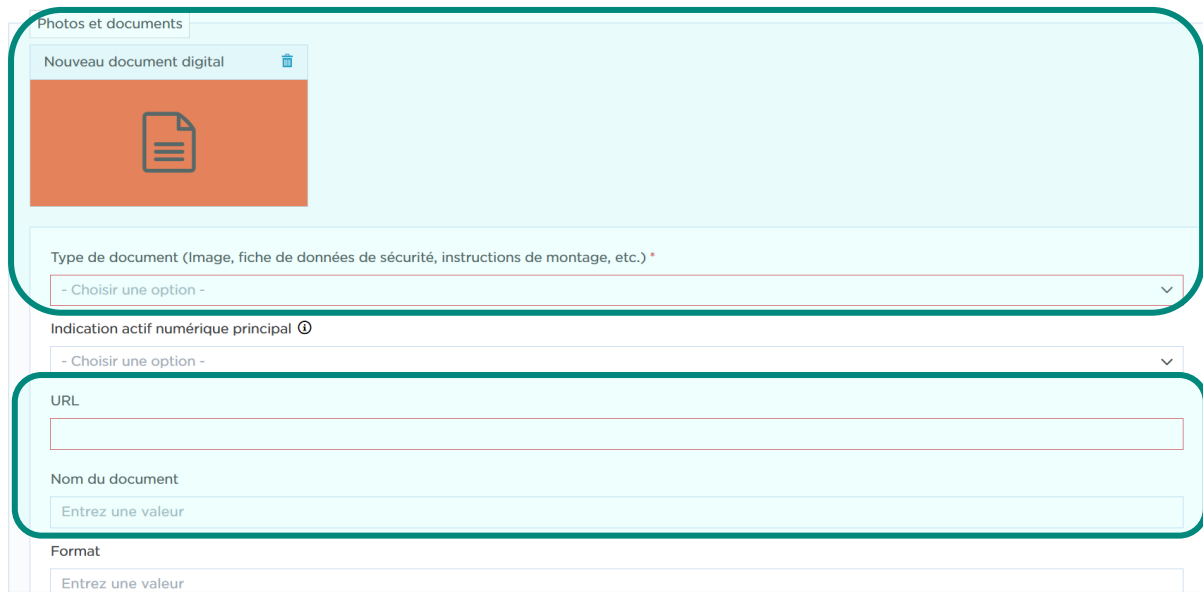 Photos et documents
Nouveau document digital
Type de document (Image, fiche de données de sécurité, instructions de montage, etc.) *
- Choisir une option -
Indication actif numérique principal
- Choisir une option -
URL
Nom du document
Entrez une valeur
Format
Entrez une valeur